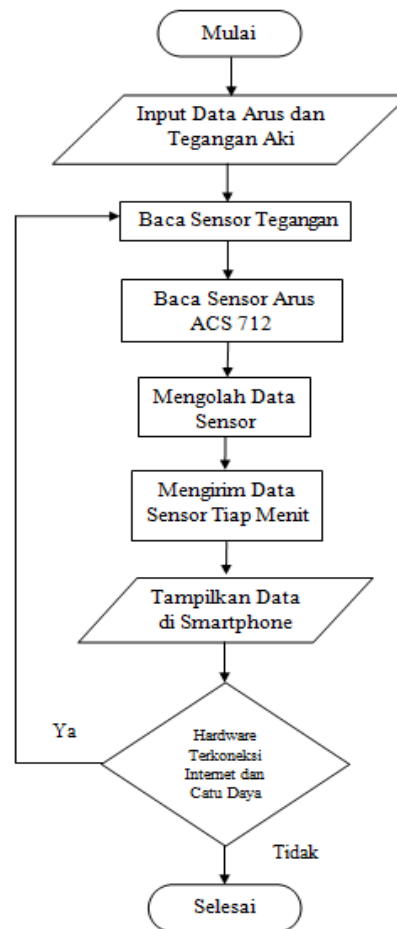 Mulai
Input Data Arus dan
Tegangan Aki
Baca Sensor Tegangan
Baca Sensor Arus
ACS 712
Mengolah Data
Sensor
Mengirim Data
Sensor Tiap Menit
Tampilkan Data
di Smartphone
Ya
Hardware
Terkoneksi
Internet dan
Catu Daya
Tidak
Selesai